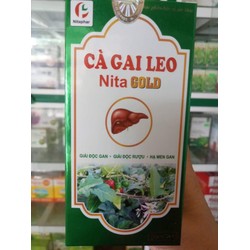 CÀ GAI LEO
Nita GOLD
GIẢI ĐỘC GAN - GIẢI ĐỘC RƯỢU - HẠ MEN GAN